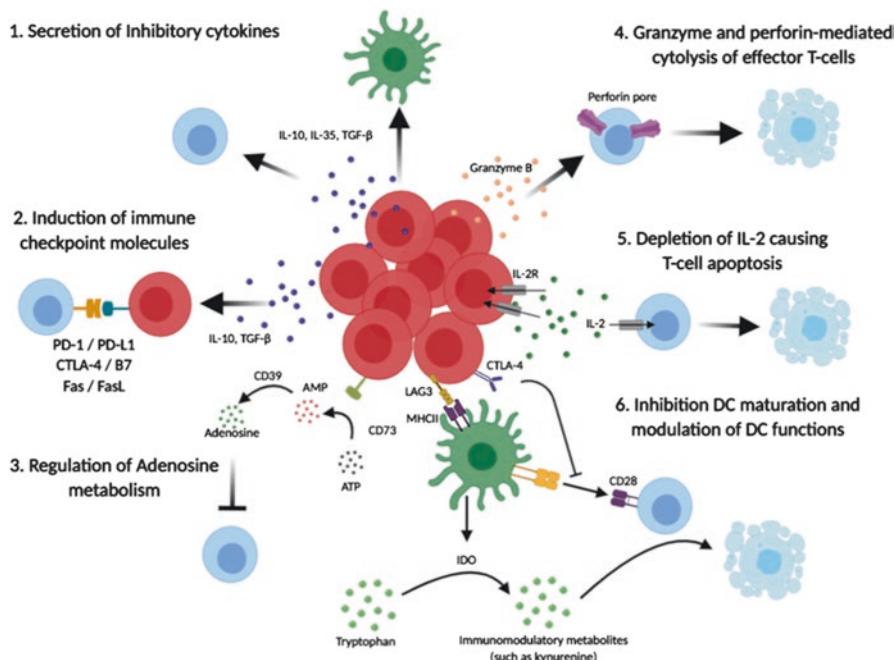 1. Secretion of Inhibitory cytokines
IL-10, IL-35, TGF-β
2. Induction of immune
checkpoint molecules
IL-10, TGF-β
PD-1 / PD-L1
CTLA-4 / B7
Fas / FasL
CD39
AMP
Adenosine
CD73
ATP
3. Regulation of Adenosine
metabolism
4. Granzyme and perforin-mediated
cytolysis of effector T-cells
Perforin pore
Granzyme B
5. Depletion of IL-2 causing
T-cell apoptosis
IL-2R
IL-2
CTLA-4
LAG3
MHCII
6. Inhibition DC maturation and
modulation of DC functions
CD28
IDO
Tryptophan
Immunomodulatory metabolites
(such as kynurenine)